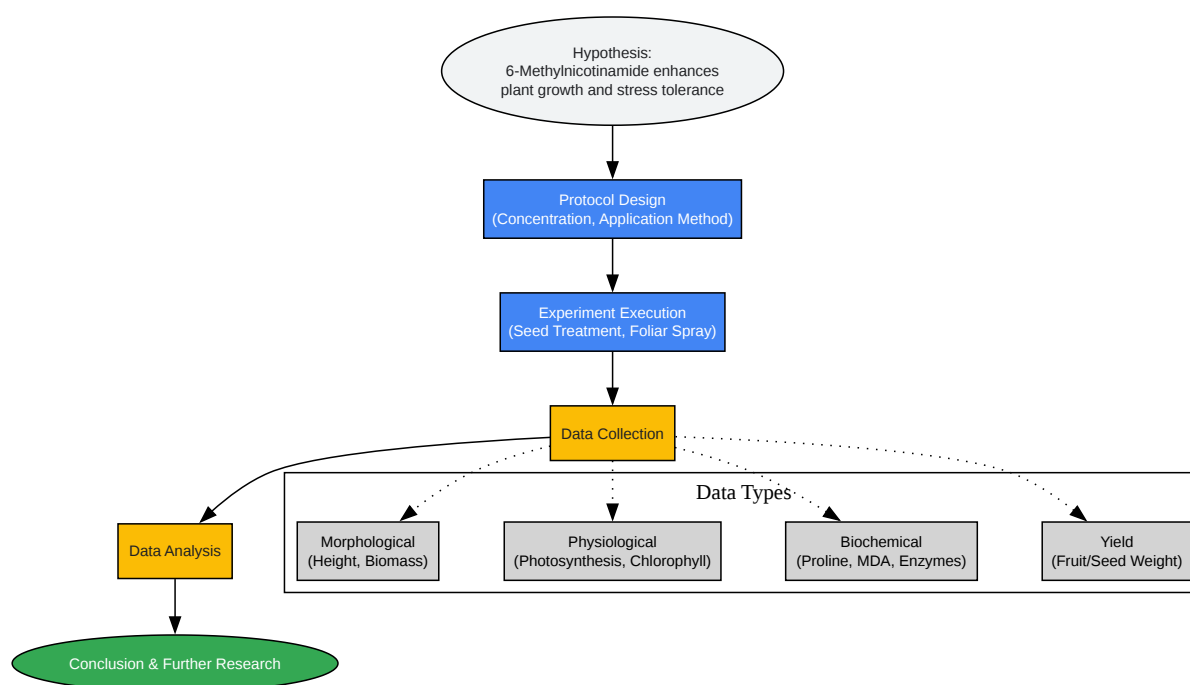 Hypothesis:
6-Methylnicotinamide enhances
plant growth and stress tolerance
Protocol Design
(Concentration, Application Method)
Experiment Execution
(Seed Treatment, Foliar Spray)
Data Collection
Data Types
Data Analysis
Morphological
(Height, Biomass)
Physiological
(Photosynthesis, Chlorophyll)
Biochemical
(Proline, MDA, Enzymes)
Yield
(Fruit/Seed Weight)
Conclusion & Further Research